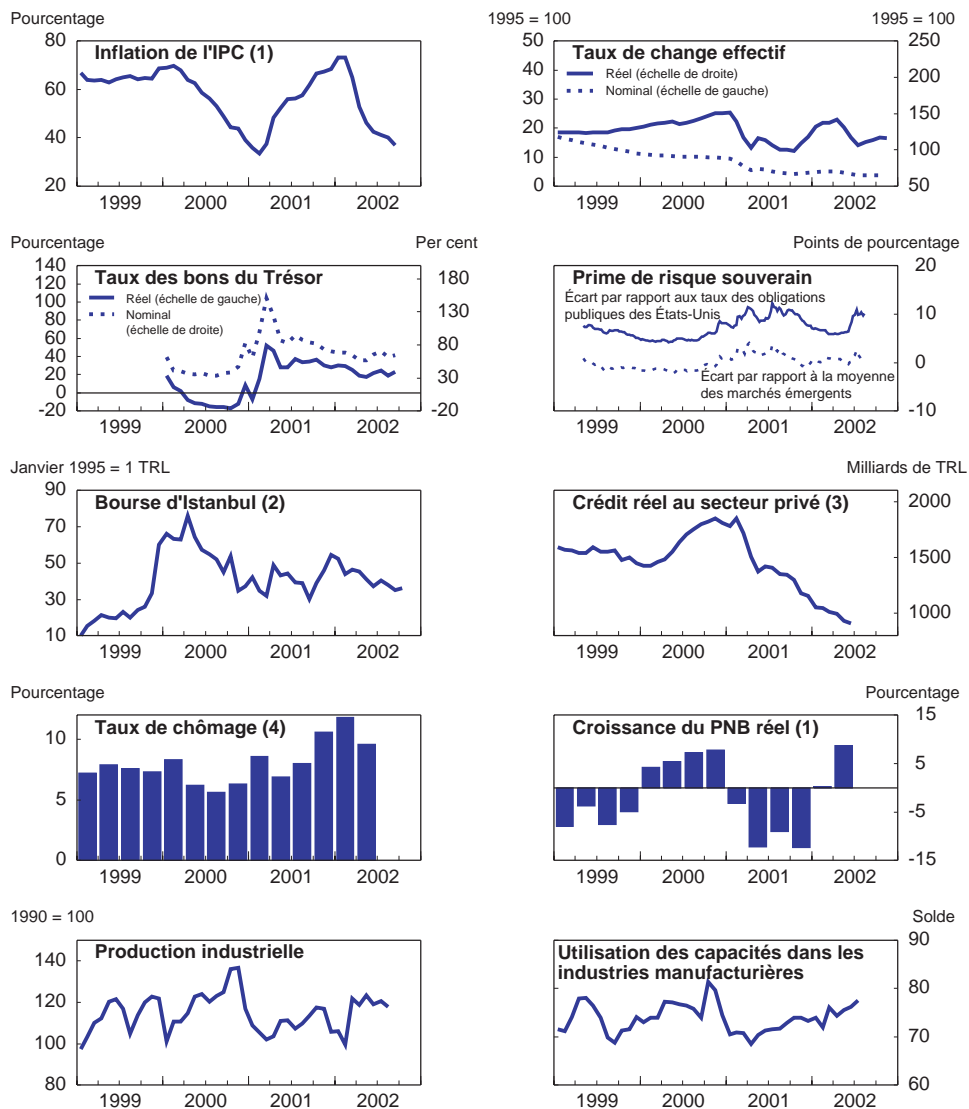 Pourcentage
80
60
40
20
Inflation de l'IPC (1)
1999 2000 2001 2002
1995 = 100 1995 = 100
50
40
30
20
10
0
Taux de change effectif
Réel (échelle de droite)
Nominal (échelle de gauche)
250
200
150
100
50
1999 2000 2001 2002
Pourcentage Per cent
140
120
100
80
60
40
20
0
-20
Taux des bons du Trésor
Réel (échelle de gauche)
Nominal
(échelle de droite)
180
130
80
30
-20
1999 2000 2001 2002
Points de pourcentage
Prime de risque souverain
Écart par rapport aux taux des obligations
publiques des États-Unis
Écart par rapport à la moyenne
des marchés émergents
20
10
0
-10
1999 2000 2001 2002
Janvier 1995 = 1 TRL
90
70
50
30
10
Bourse d'Istanbul (2)
1999 2000 2001 2002
Milliards de TRL
Crédit réel au secteur privé (3)
2000
1500
1000
1999 2000 2001 2002
Pourcentage
10
5
0
Taux de chômage (4)
1999 2000 2001 2002
Pourcentage
Croissance du PNB réel (1)
15
5
-5
-15
1999 2000 2001 2002
1990 = 100
140
120
100
80
Production industrielle
1999 2000 2001 2002
Solde
Utilisation des capacités dans les
industries manufacturières
90
80
70
60
1999 2000 2001 2002